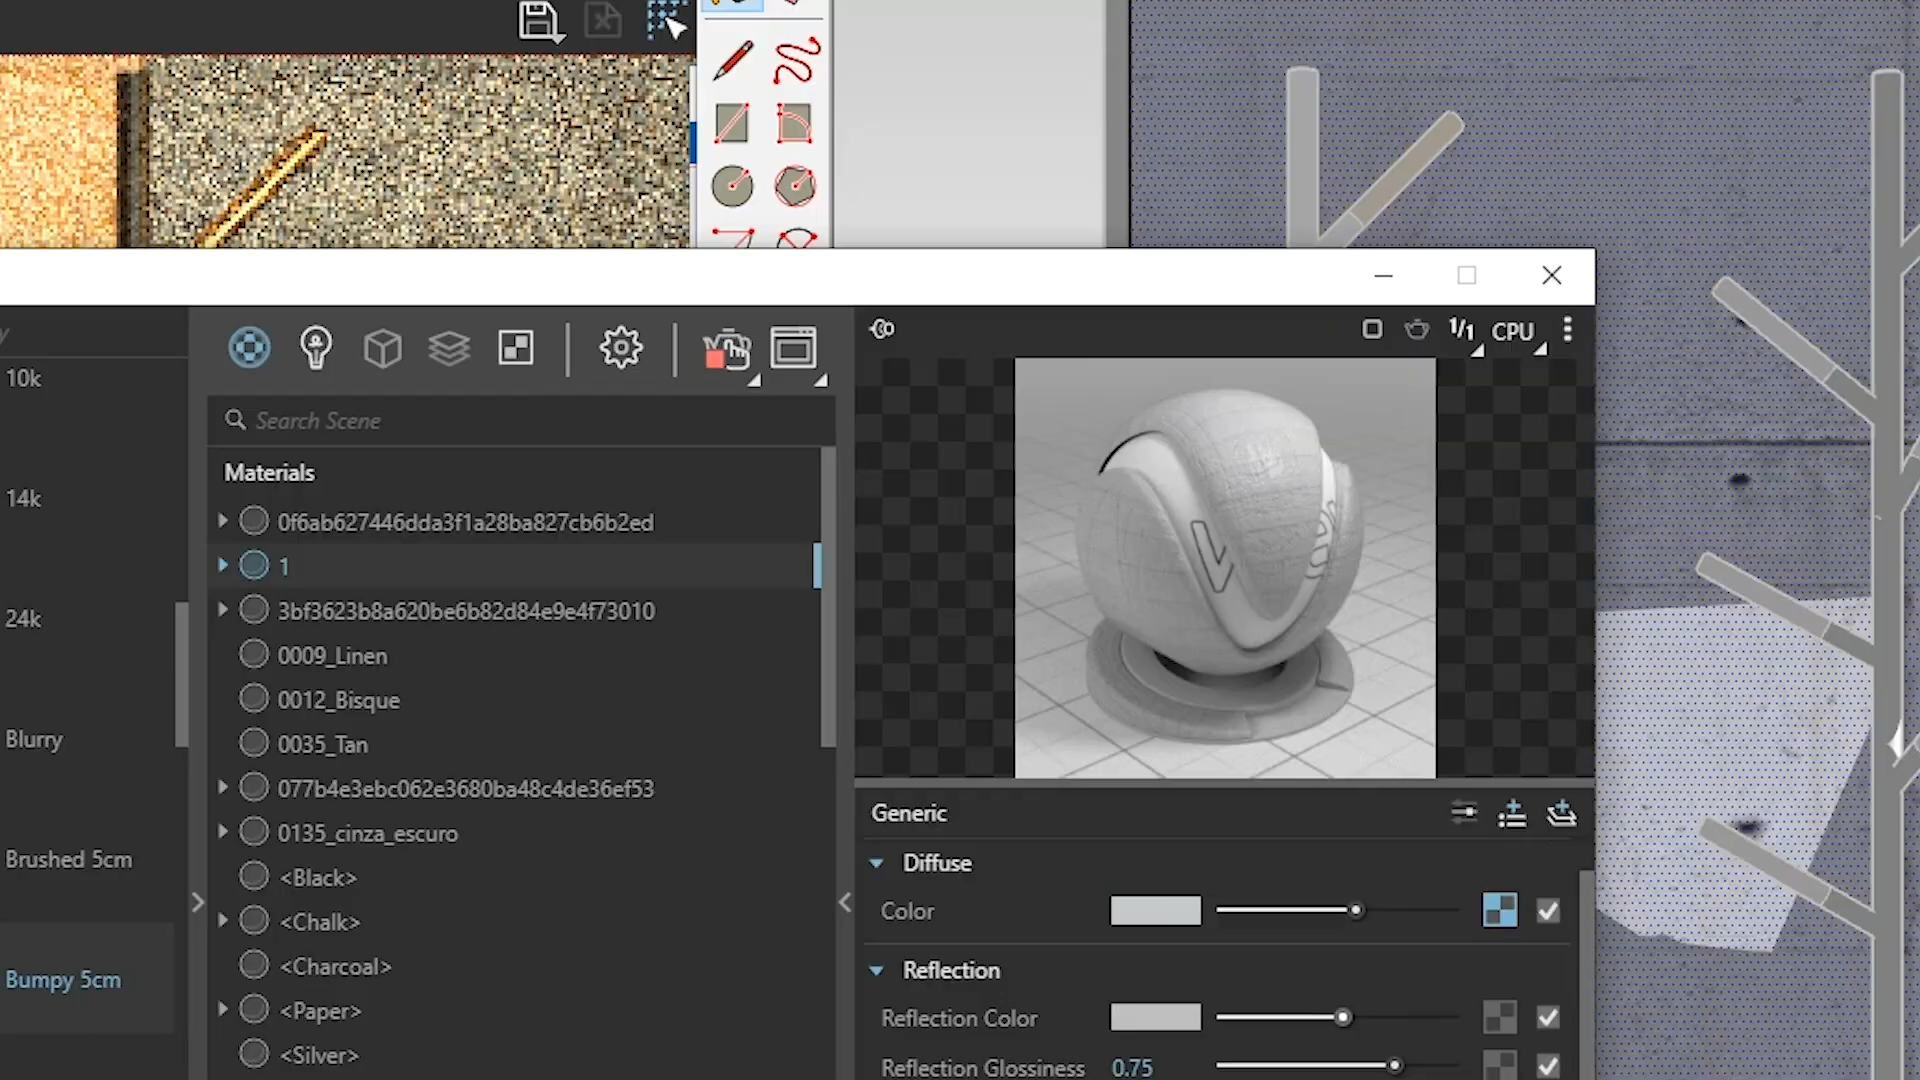 10k
14k
24k
Blurry
Brushed 5cm
Bumpy 5cm
Search Scene
Materials
0f6ab627446dda3f1a28ba827cb6b2ed
1
3bf3623b8a620be6b82d84e9e4f73010
0009_Linen
0012_Bisque
0035_Tan
077b4e3ebc062e3680ba48c4de36ef53
0135_cinza_escuro
<Black>
<Chalk>
<Charcoal>
<Paper>
<Silver>
1/1 CPU
Generic
Diffuse
Color
Reflection
Reflection Color
Reflection Glossiness 0.75